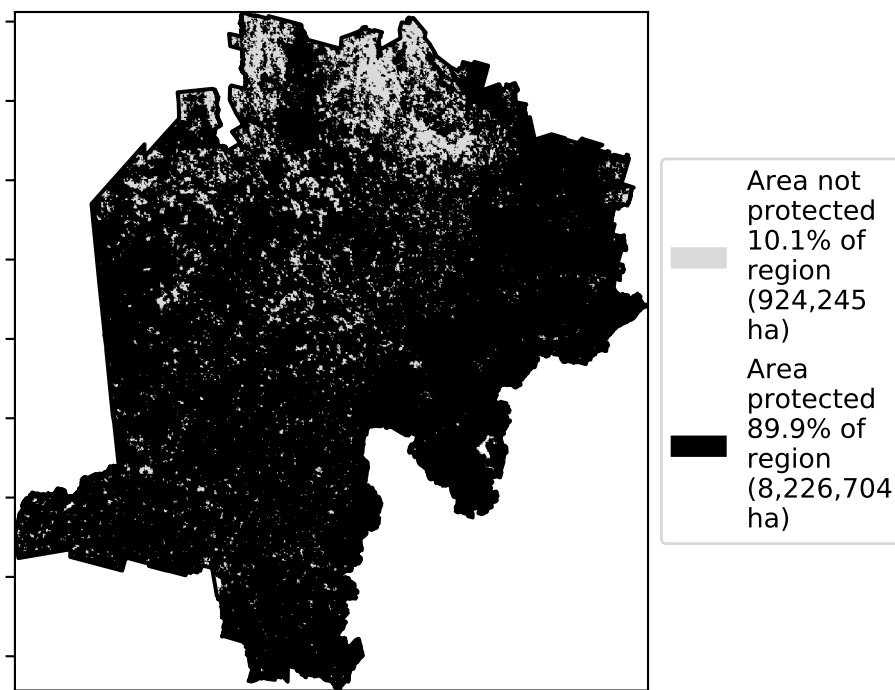 Area not
protected
10.1% of
region
(924,245
ha)
Area
protected
89.9% of
region
(8,226,704
ha)